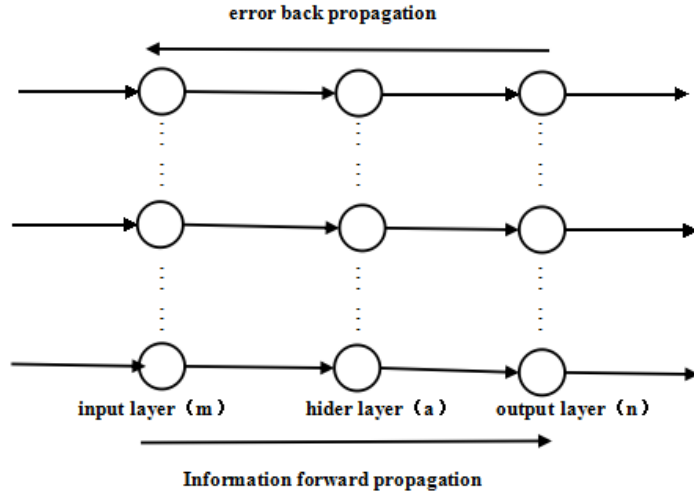 error back propagation
input layer（m） hider layer（a） output layer（n）
Information forward propagation